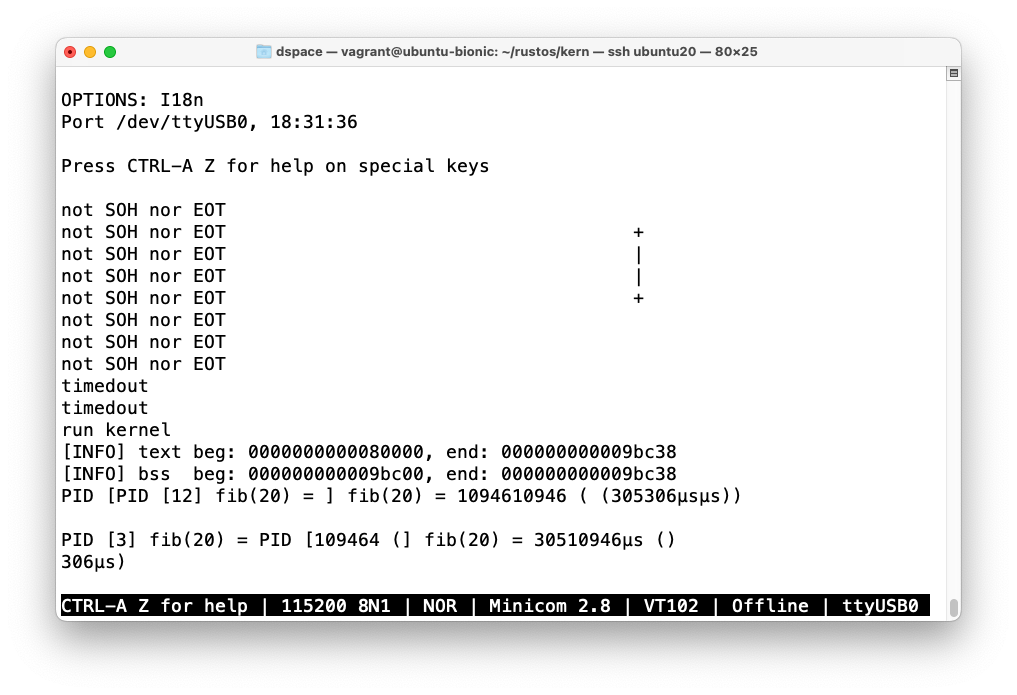 dspace — vagrant@ubuntu-bionic: ~/rustos/kern — ssh ubuntu20 — 80×25
OPTIONS: I18n
Port /dev/ttyUSB0, 18:31:36
Press CTRL-A Z for help on special keys
not SOH nor EOT
not SOH nor EOT +
not SOH nor EOT |
not SOH nor EOT |
not SOH nor EOT +
not SOH nor EOT
not SOH nor EOT
not SOH nor EOT
timedout
timedout
run kernel
[INFO] text beg: 0000000000080000, end: 000000000009bc38
[INFO] bss  beg: 000000000009bc00, end: 000000000009bc38
PID [PID [12] fib(20) = ] fib(20) = 1094610946 ( (305306µsµs))
PID [3] fib(20) = PID [109464 (] fib(20) = 30510946µs ()
306µs)
CTRL-A Z for help | 115200 8N1 | NOR | Minicom 2.8 | VT102 | Offline | ttyUSB0